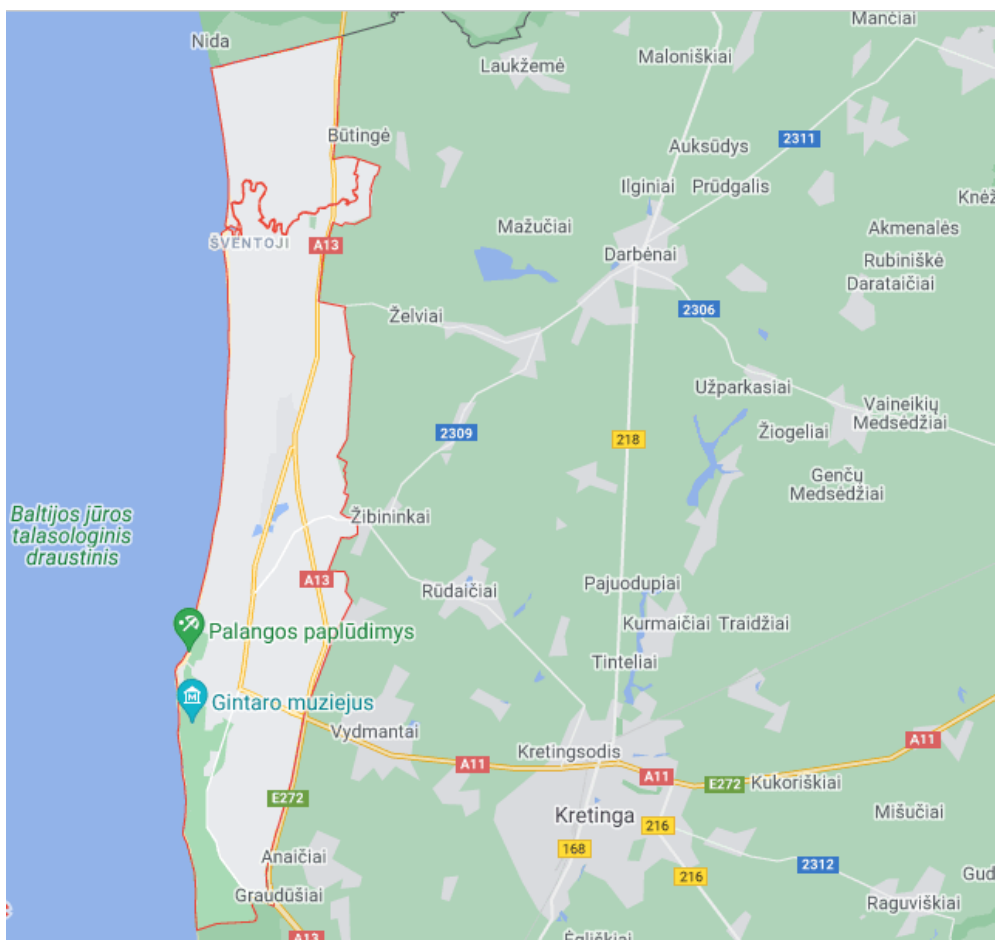 Mančiai
Nida
Laukžemė
Maloniškiai
Būtingė
2311
Auksūdys
Ilginiai
Prūdgalis
Mažučiai
Akmenalės
ŠVENTOJI
A13
Darbėnai
Rubiniškė
Darataičiai
Želviai
2306
Užparkasiai
Vaineikių
Medsėdžiai
2309
218
Žiogeliai
Genčų
Medsėdžiai
Baltijos jūros
talasologinis
draustinis
Žibininkai
A13
Rūdaičiai
Pajuodupiai
Palangos paplūdimys
Kurmaičiai
Traidžiai
Tinteliai
Gintaro muziejus
Vydmantai
Kretingsodis
A11
A11
A11
E272
Kukoriškiai
E272
Kretinga
216
Mišučiai
168
Anaičiai
2312
216
Graudūšiai
Raguviškiai
A13
Égliškiai